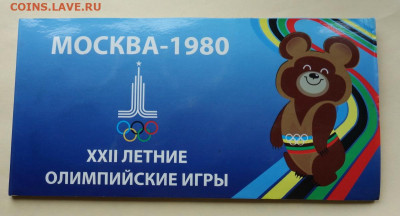 COINS.LAVE.RU
МОСКВА-1980
XXII ЛЕТНИЕ
ОЛИМПИЙСКИЕ ИГРЫ